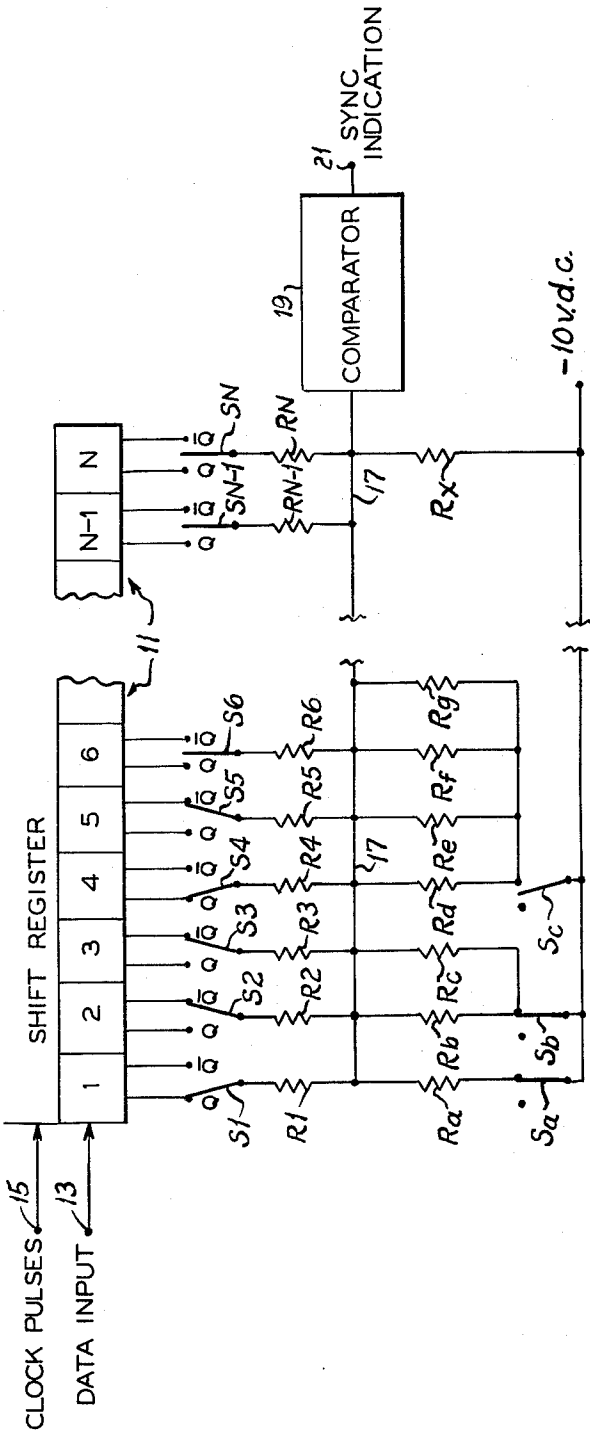 CLOCK PULSES 15
DATA INPUT 13
SHIFT REGISTER
1 2 3 4 5 6 N-1 N
11
Q Q̅ Q Q̅ Q Q̅ Q Q̅ Q Q̅ Q Q̅ Q Q̅ Q Q̅
S1 S2 S3 S4 S5 S6 SN-1 SN
R1 R2 R3 R4 R5 R6 RN-1 RN
17 17
19
COMPARATOR
21
SYNC
INDICATION
Ra Rb Rc Rd Re Rf Rg Rx
Sa Sb Sc
-10 v.d.c.